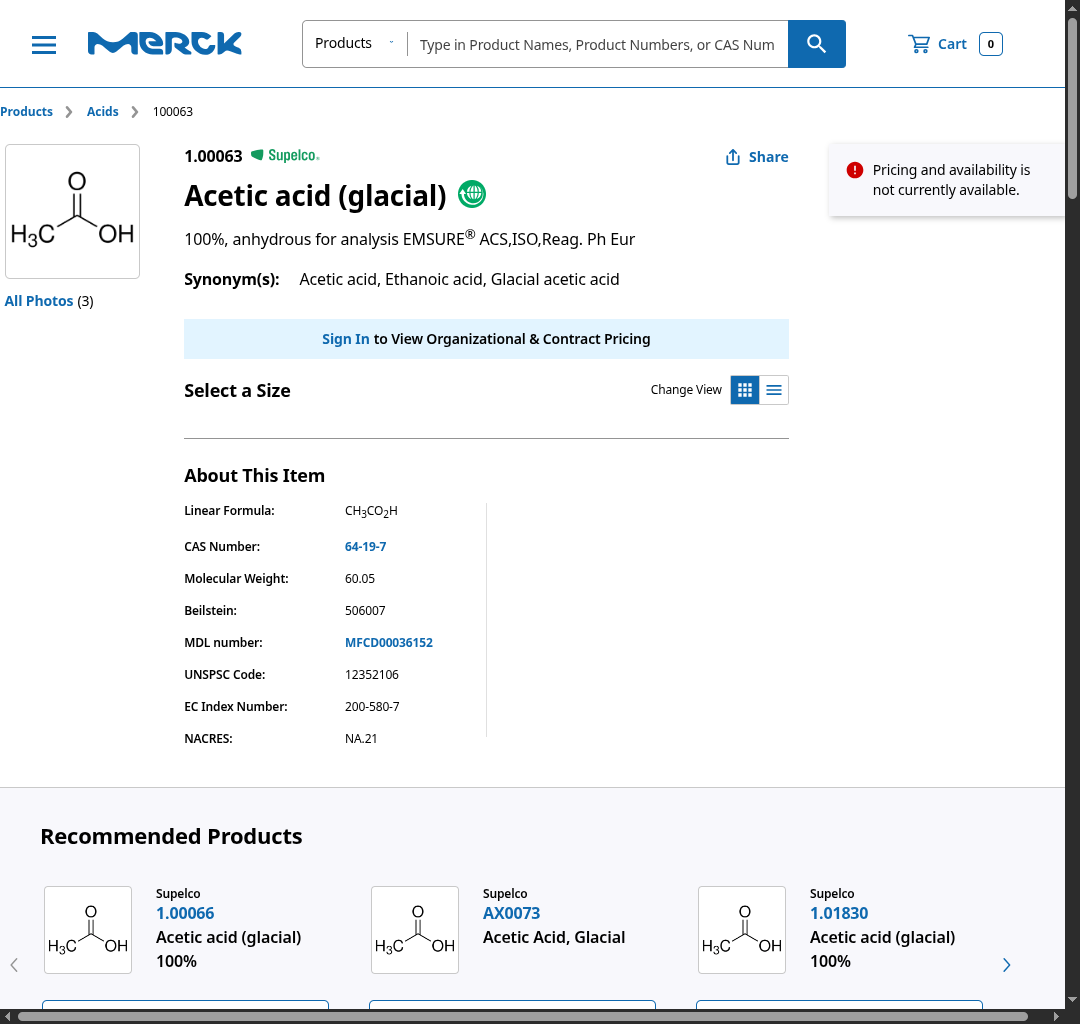 MERCK
Products
Type in Product Names, Product Numbers, or CAS Num
Cart 0
Products
Acids
100063
O
H₃C OH
All Photos (3)
1.00063 Supelco®
Share
Acetic acid (glacial)
100%, anhydrous for analysis EMSURE® ACS,ISO,Reag. Ph Eur
Synonym(s): Acetic acid, Ethanoic acid, Glacial acetic acid
Pricing and availability is
not currently available.
Sign In to View Organizational & Contract Pricing
Select a Size
Change View
About This Item
Linear Formula: CH₃CO₂H
CAS Number: 64-19-7
Molecular Weight: 60.05
Beilstein: 506007
MDL number: MFCD00036152
UNSPSC Code: 12352106
EC Index Number: 200-580-7
NACRES: NA.21
Recommended Products
O
H₃C OH
Supelco
1.00066
Acetic acid (glacial)
100%
O
H₃C OH
Supelco
AX0073
Acetic Acid, Glacial
O
H₃C OH
Supelco
1.01830
Acetic acid (glacial)
100%